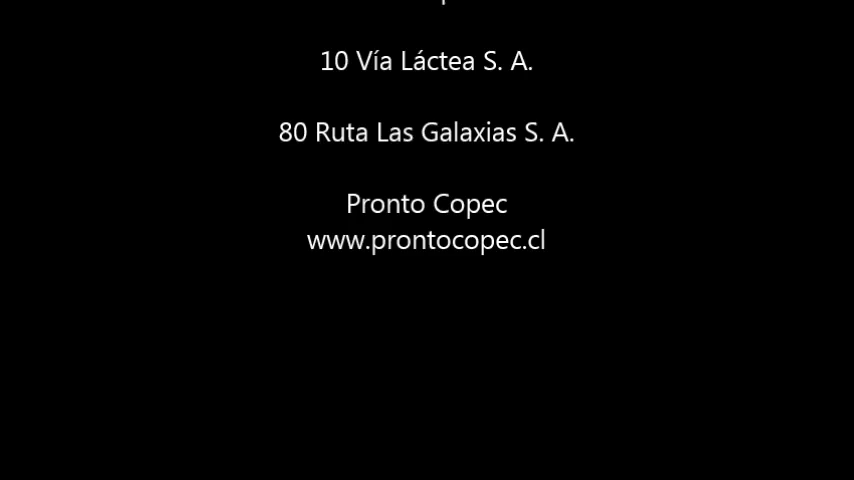 10 Vía Láctea S. A.
80 Ruta Las Galaxias S. A.
Pronto Copec
www.prontocopec.cl